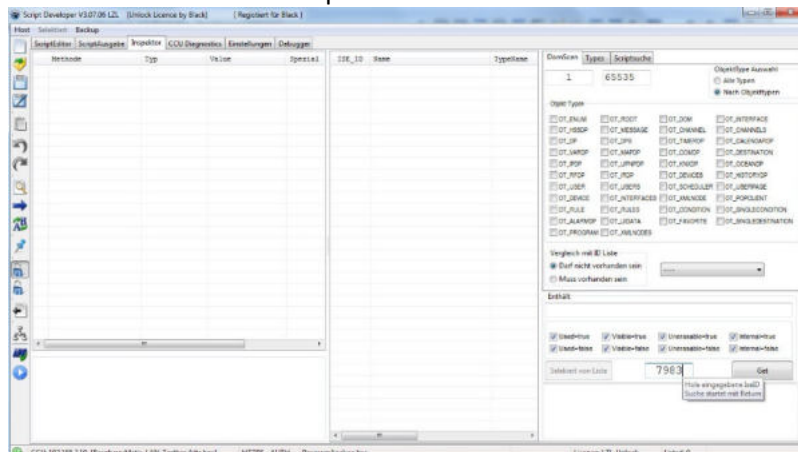 Script Developer V3.07.06 LZL (Unlock Licence by Black) ( Registiert für Black )
Host Selektiert Backup
ScriptEditor ScriptAusgabe Inspektor CCU Diagnostics Einstellungen Debugger
Methode Typ Value Spezial ISE_ID Name TypeName
DomScan Types Scriptsuche
1 65535
ObjektType Auswahl
Alle Typen
Nach Objekttypen
Objekt Typen
OT_ENUM OT_ROOT OT_DOM OT_INTERFACE
OT_HSSDP OT_MESSAGE OT_CHANNEL OT_CHANNELS
OT_DP OT_DPS OT_TIMERDP OT_CALENDARDP
OT_VARDP OT_MAPDP OT_DESTINATION
OT_IPDP OT_UPNPDP OT_KNXDP OT_OCEANDP
OT_RFDP OT_IRDP OT_DEVICES OT_HISTORYDP
OT_USER OT_USERS OT_SCHEDULER OT_USERPAGE
OT_DEVICE OT_INTERFACES OT_XMLNODE OT_POPCLIENT
OT_RULE OT_RULES OT_CONDITION OT_SINGLECONDITION
OT_ALARMDP OT_UIDATA OT_FAVORITE OT_SINGLEDESTINATION
OT_PROGRAM OT_XMLNODES
Vergleich mit ID Liste
Darf nicht vorhanden sein -----
Muss vorhanden sein
Enthält
Used=true Visible=true Unerasable=true Internal=true
Used=false Visible=false Unerasable=false Internal=false
Selektiert von Liste 7983 Get
Hole eingegebene IseID
Suche startet mit Return